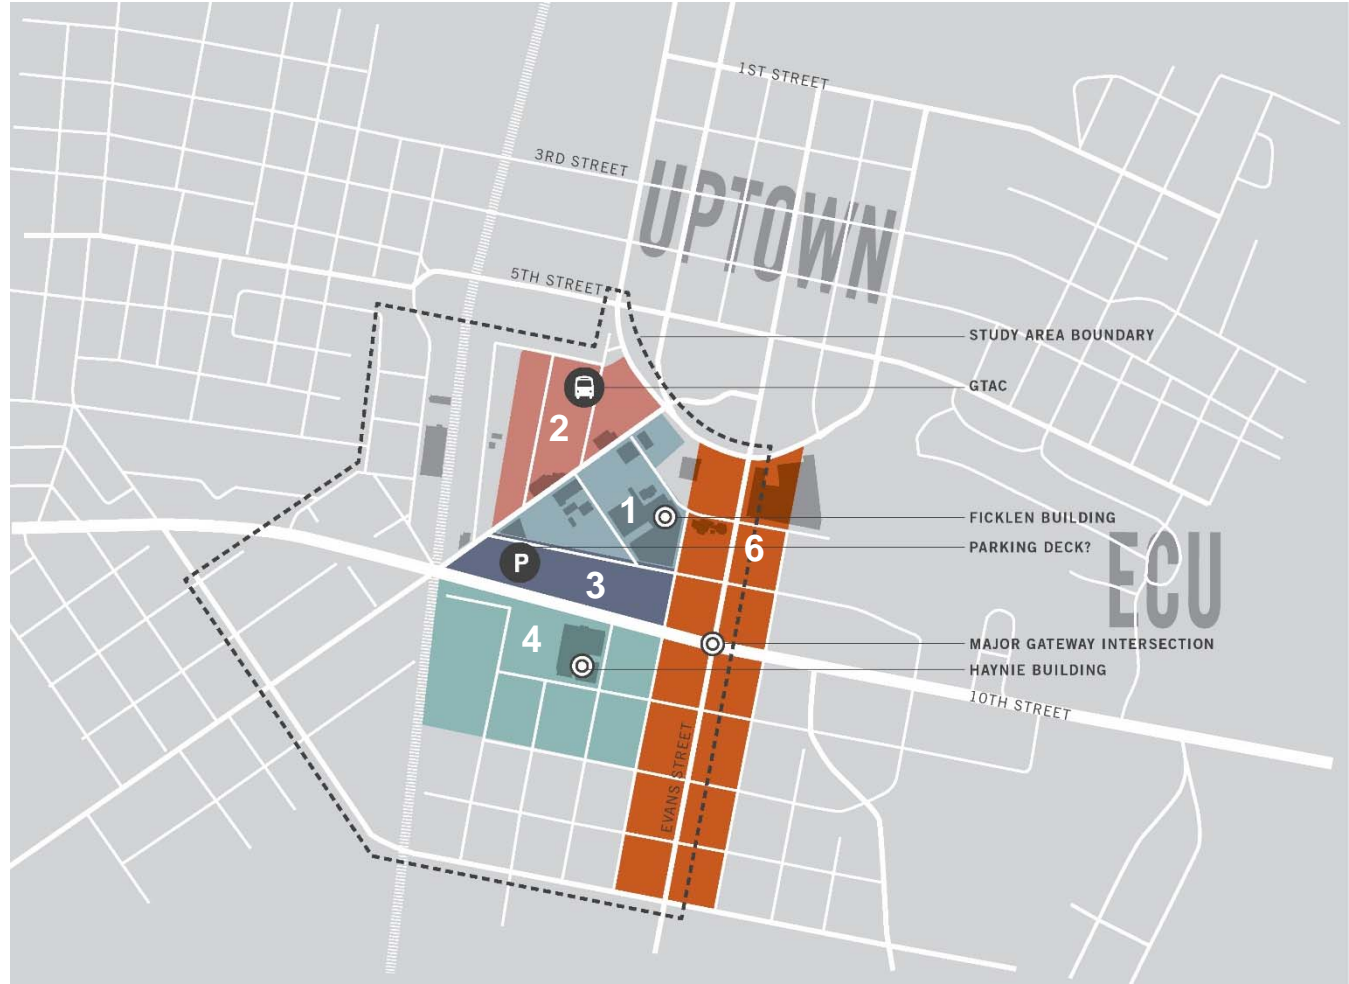 1ST STREET
3RD STREET
UPTOWN
5TH STREET
STUDY AREA BOUNDARY
GTAC
2
1
FICKLEN BUILDING
6
PARKING DECK?
P
3
ECU
4
MAJOR GATEWAY INTERSECTION
HAYNIE BUILDING
10TH STREET
EVANS STREET